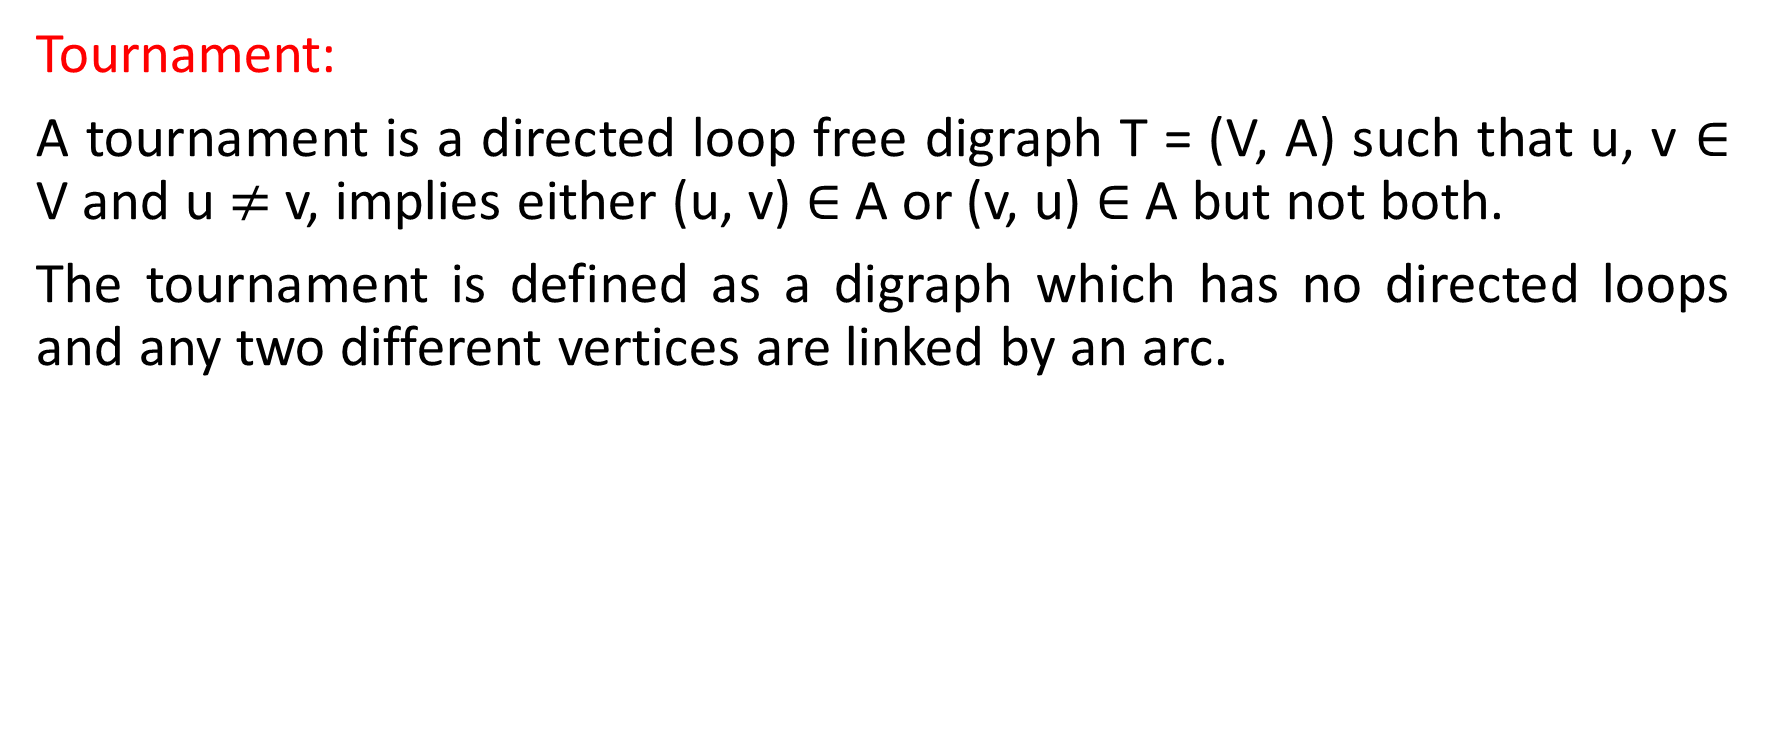 Tournament:
A tournament is a directed loop free digraph T = (V, A) such that u, v ∈
V and u ≠ v, implies either (u, v) ∈ A or (v, u) ∈ A but not both.
The tournament is defined as a digraph which has no directed loops
and any two different vertices are linked by an arc.